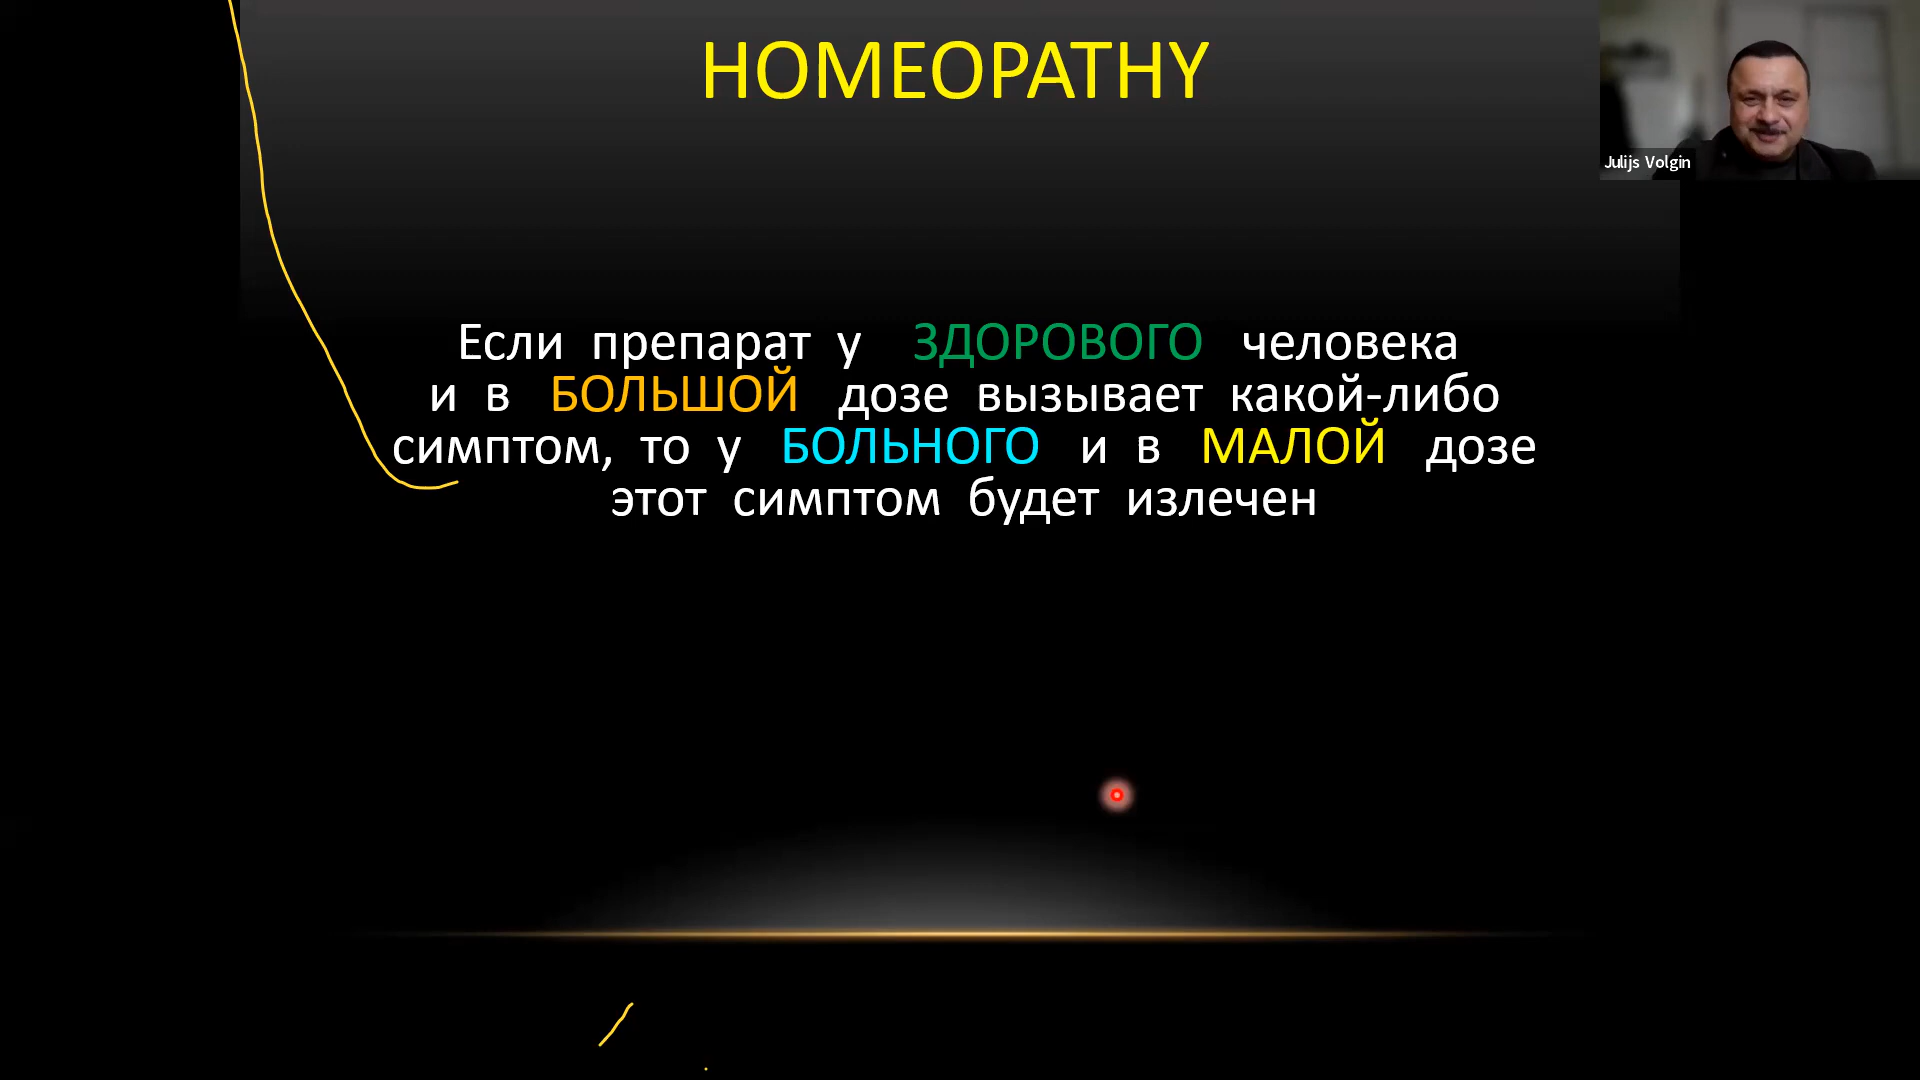 HOMEOPATHY
Julijs Volgin
Если препарат у ЗДОРОВОГО человека
и в БОЛЬШОЙ дозе вызывает какой-либо
симптом, то у БОЛЬНОГО и в МАЛОЙ дозе
этот симптом будет излечен